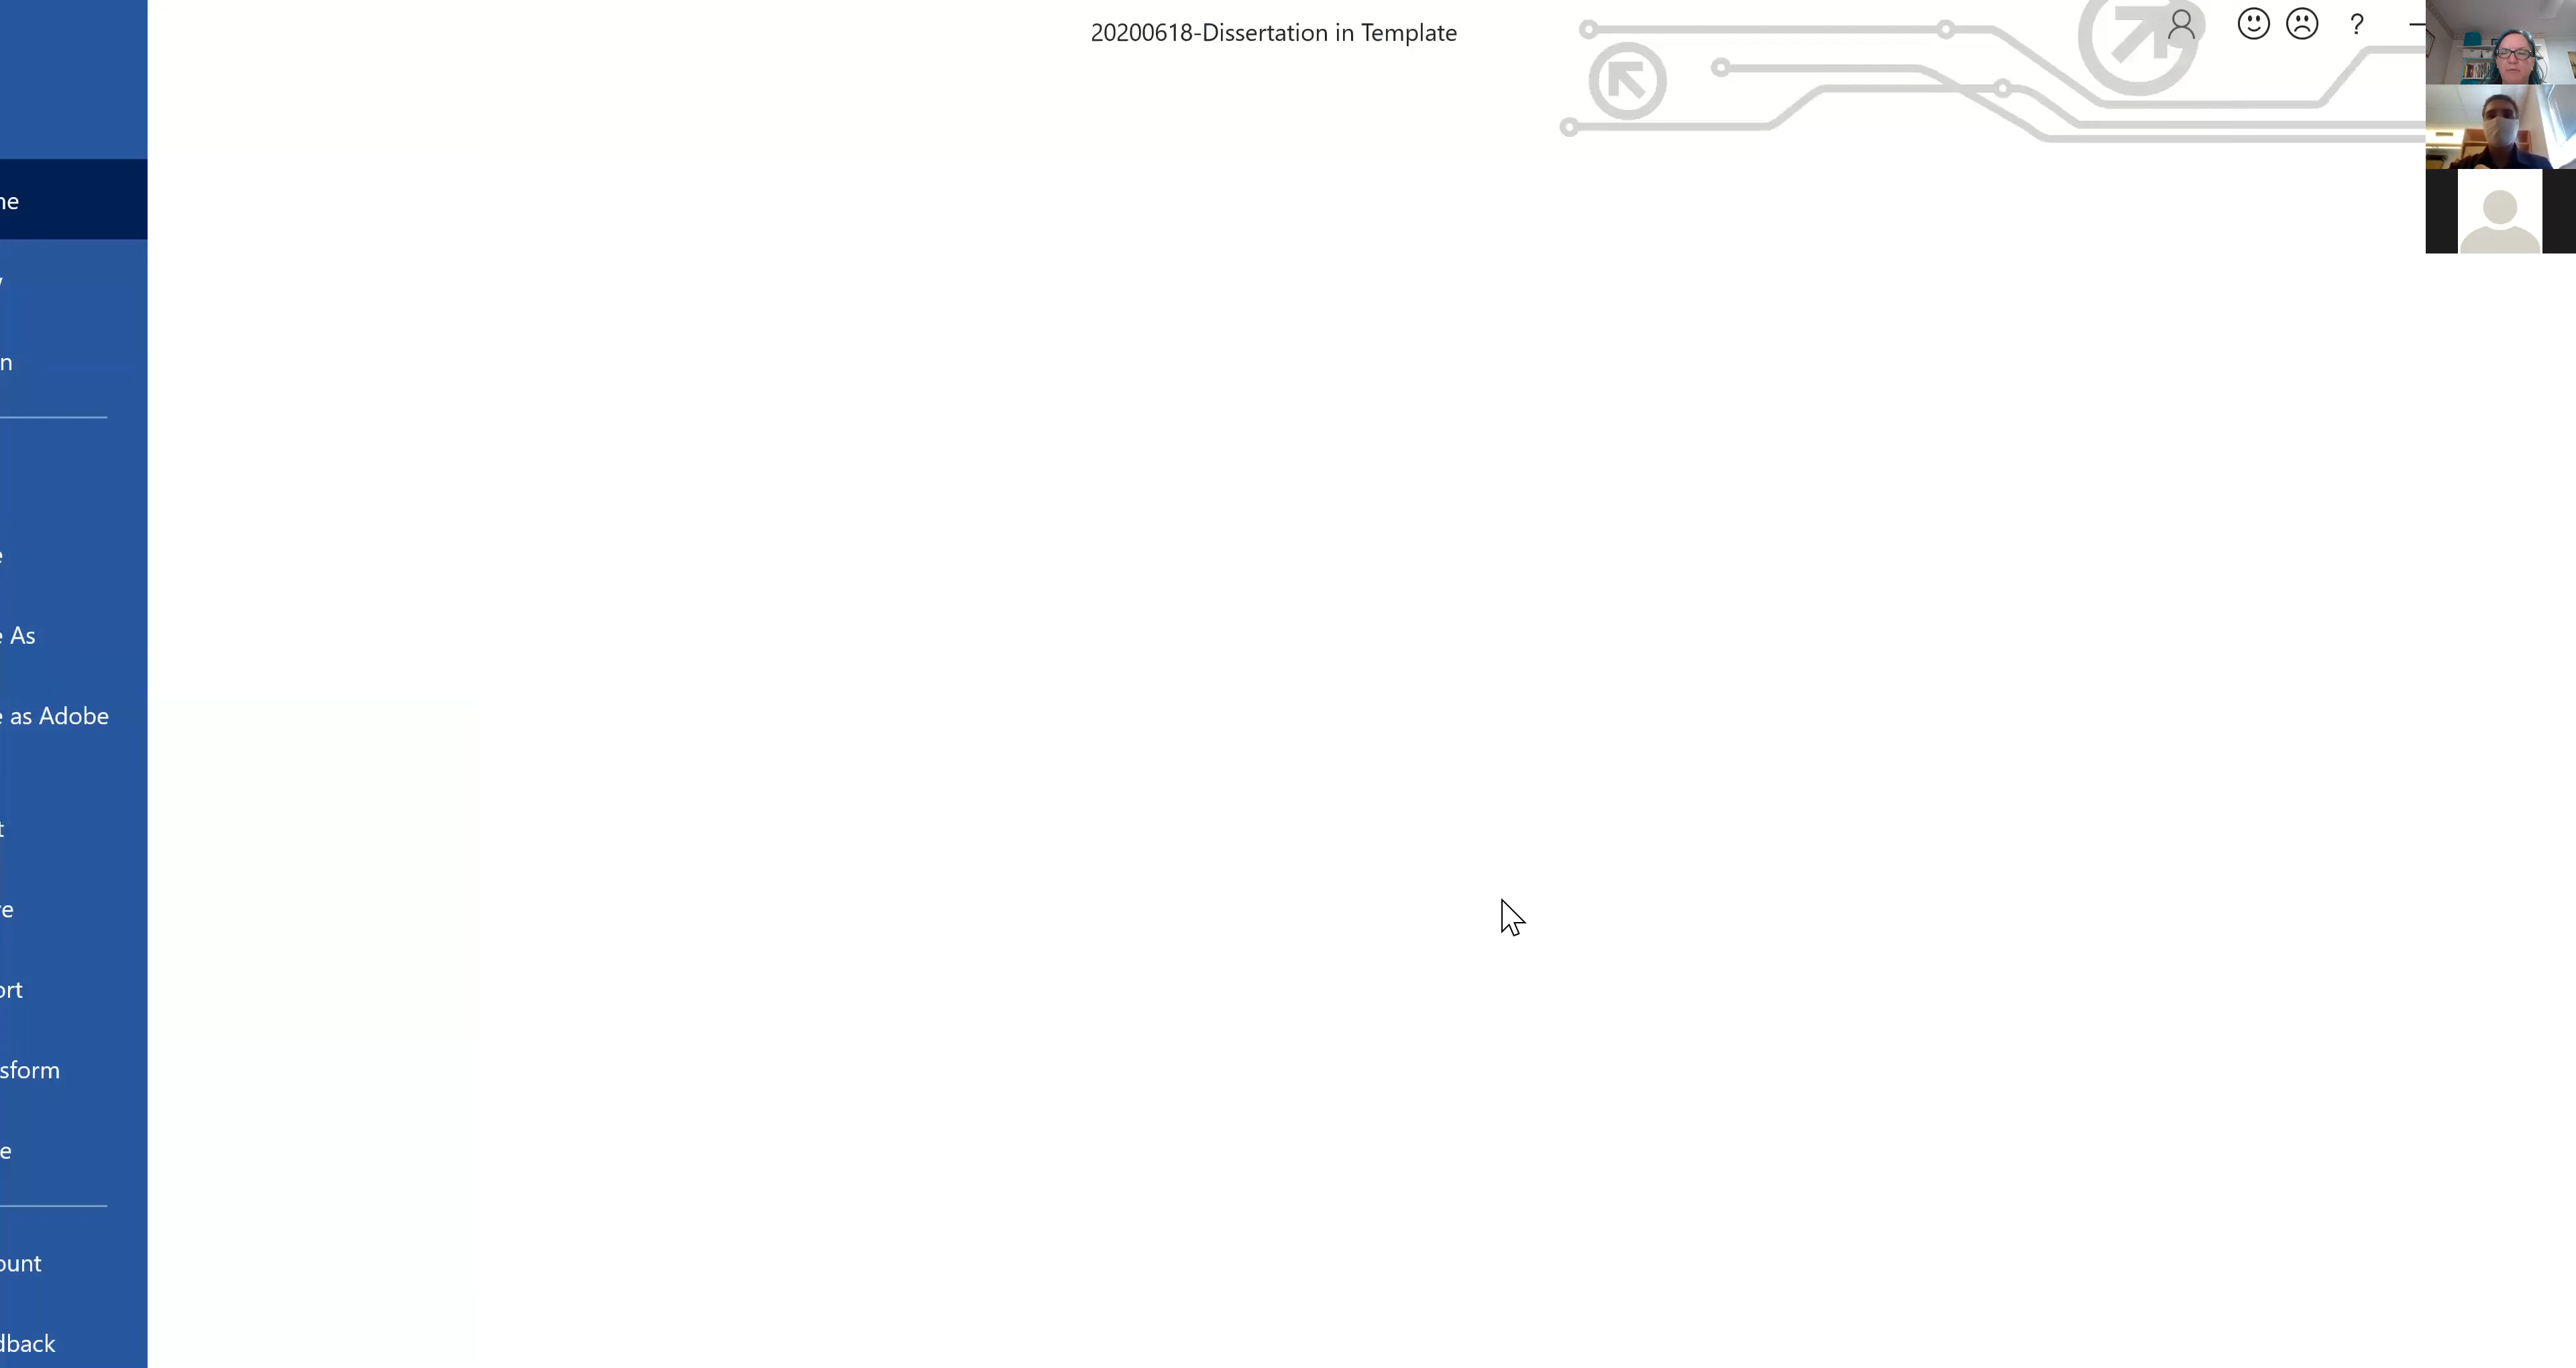 20200618-Dissertation in Template
?
ne
y
n
e
e As
e as Adobe
t
re
ort
sform
e
ount
dback